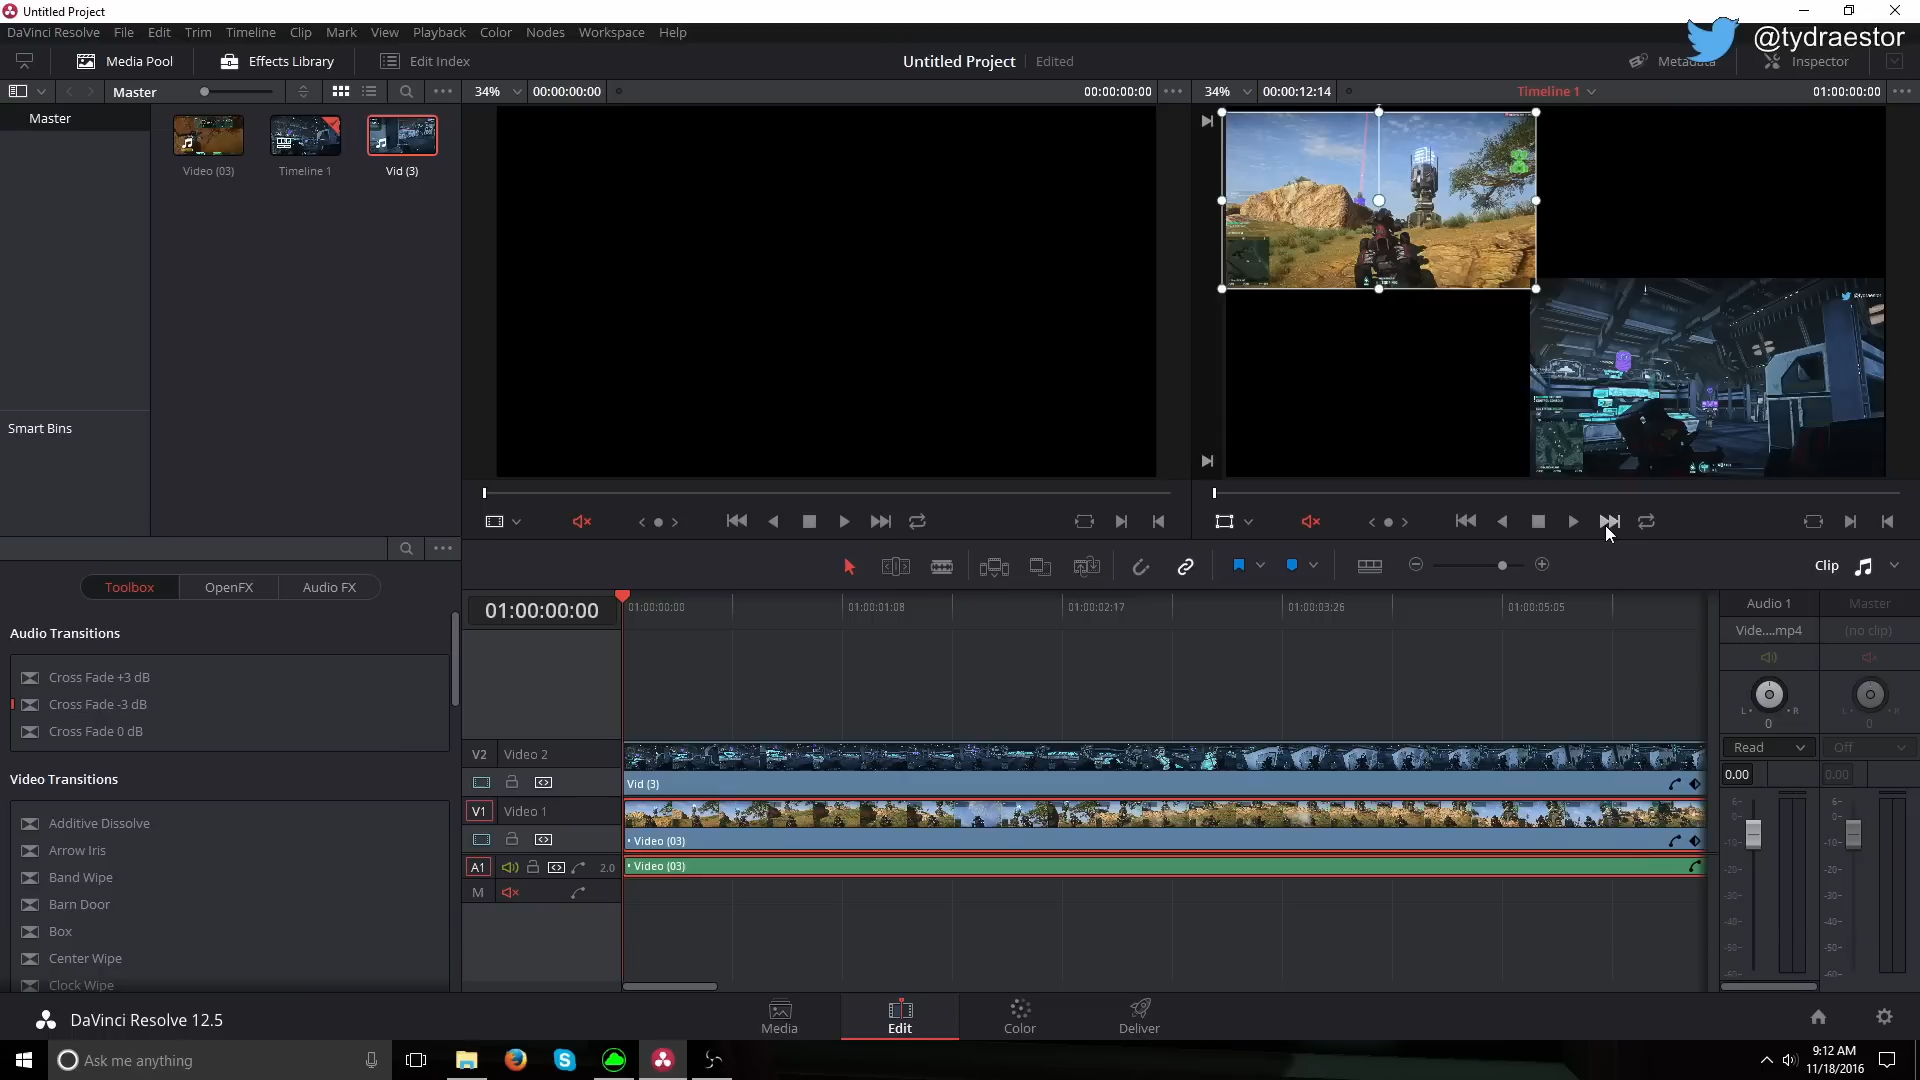 Untitled Project
DaVinci Resolve File Edit Trim Timeline Clip Mark View Playback Color Nodes Workspace Help
@tydraestor
Media Pool Effects Library Edit Index
Untitled Project Edited
Inspector
Master
34% 00:00:00:00 00:00:00:00
34% 00:00:12:14 Timeline 1 01:00:00:00
Master
Video (03) Timeline 1 Vid (3)
Smart Bins
Clip
Toolbox OpenFX Audio FX
01:00:00:00
01:00:00:00 01:00:01:08 01:00:02:17 01:00:03:26 01:00:05:05
Audio 1 Master
Vide....mp4 (no clip)
Audio Transitions
Cross Fade +3 dB
Cross Fade -3 dB
Cross Fade 0 dB
L R L R
0 0
Read Off
0.00 0.00
V2 Video 2
Vid (3)
V1 Video 1
Video (03)
A1 2.0 Video (03)
M
Video Transitions
Additive Dissolve
Arrow Iris
Band Wipe
Barn Door
Box
Center Wipe
Clock Wipe
DaVinci Resolve 12.5
Media Edit Color Deliver
Ask me anything
9:12 AM
11/18/2016